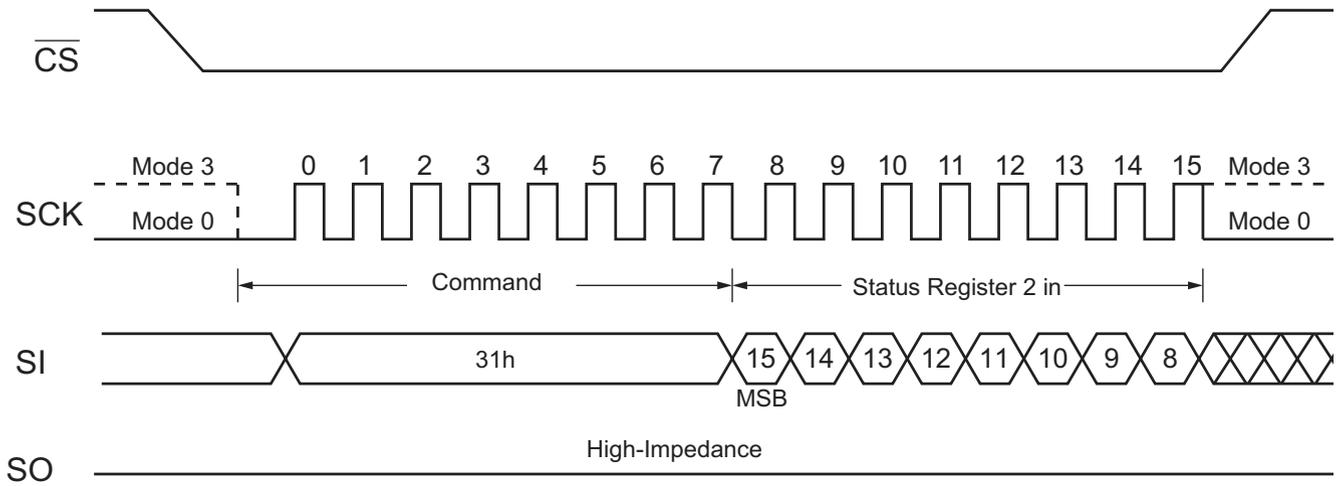 CS
Mode 3 0 1 2 3 4 5 6 7 8 9 10 11 12 13 14 15 Mode 3
SCK
Mode 0 Mode 0
Command Status Register 2 in
SI 31h 15 14 13 12 11 10 9 8
MSB
High-Impedance
SO